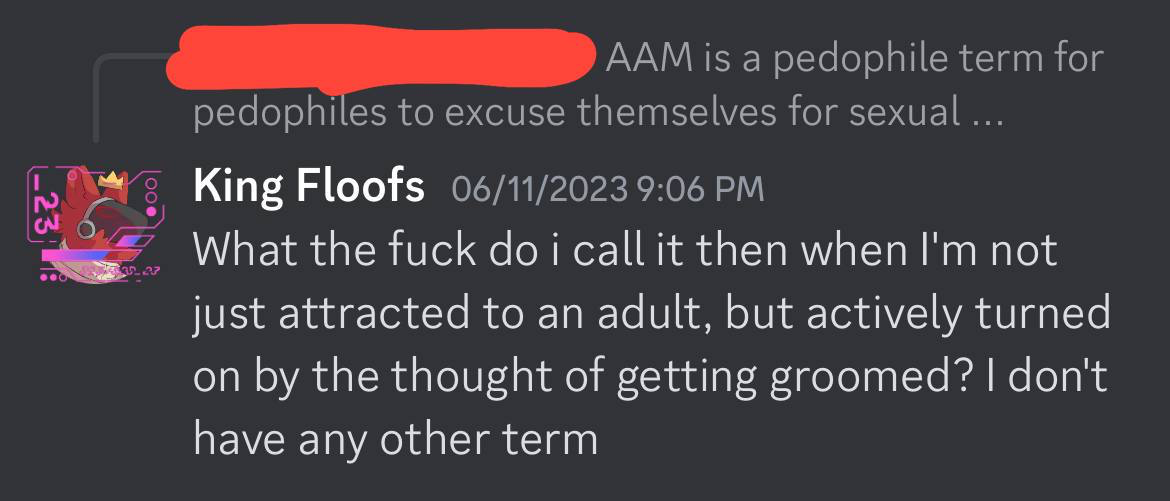 AAM is a pedophile term for
pedophiles to excuse themselves for sexual ...
King Floofs 06/11/2023 9:06 PM
What the fuck do i call it then when I'm not
just attracted to an adult, but actively turned
on by the thought of getting groomed? I don't
have any other term
_23